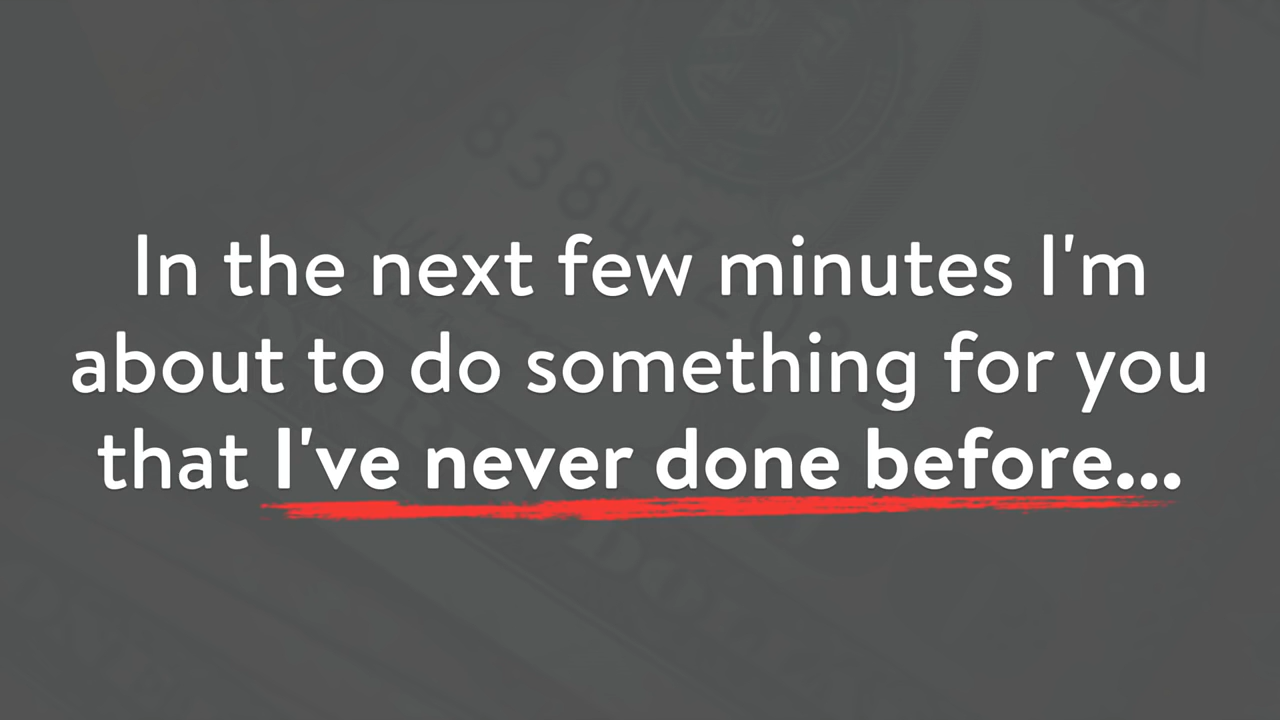 In the next few minutes I'm
about to do something for you
that I've never done before...